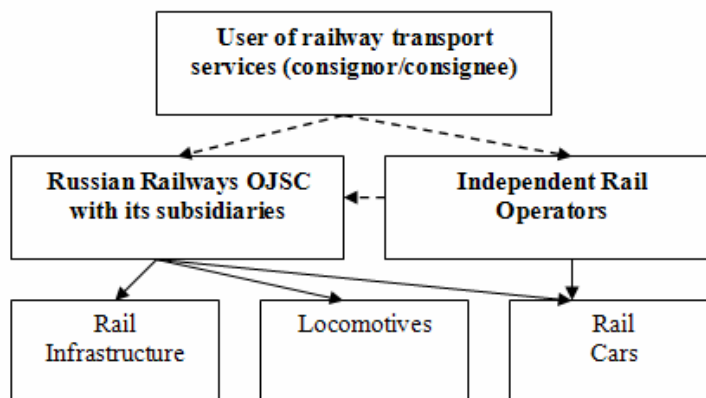 User of railway transport
services (consignor/consignee)
Russian Railways OJSC
with its subsidiaries
Independent Rail
Operators
Rail
Infrastructure
Locomotives
Rail
Cars